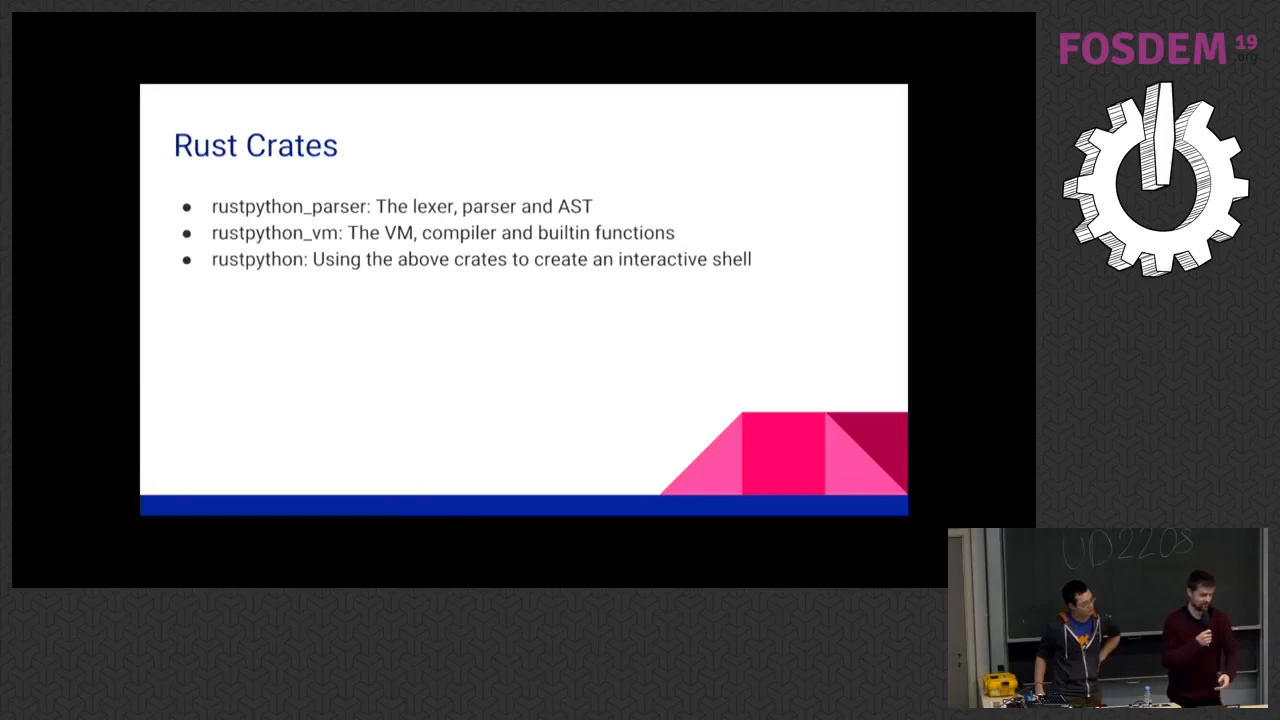 FOSDEM 19
.org
Rust Crates
● rustpython_parser: The lexer, parser and AST
● rustpython_vm: The VM, compiler and builtin functions
● rustpython: Using the above crates to create an interactive shell
UD2208